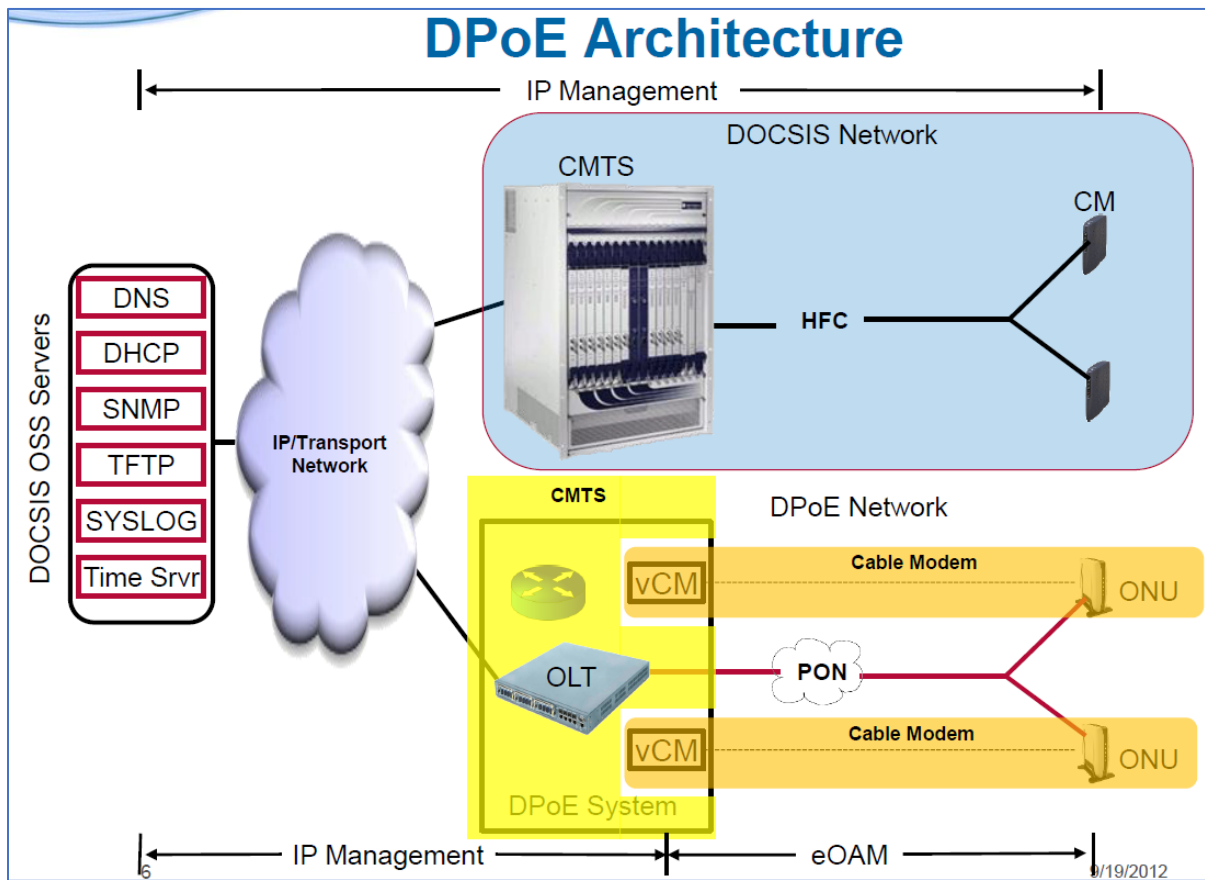 DPoE Architecture
IP Management
DOCSIS Network
CMTS
CM
HFC
DOCSIS OSS Servers
DNS
DHCP
SNMP
TFTP
SYSLOG
Time Srvr
IP/Transport
Network
CMTS
DPoE Network
vCM
Cable Modem
ONU
OLT
PON
vCM
Cable Modem
ONU
DPoE System
IP Management
eOAM
6
9/19/2012